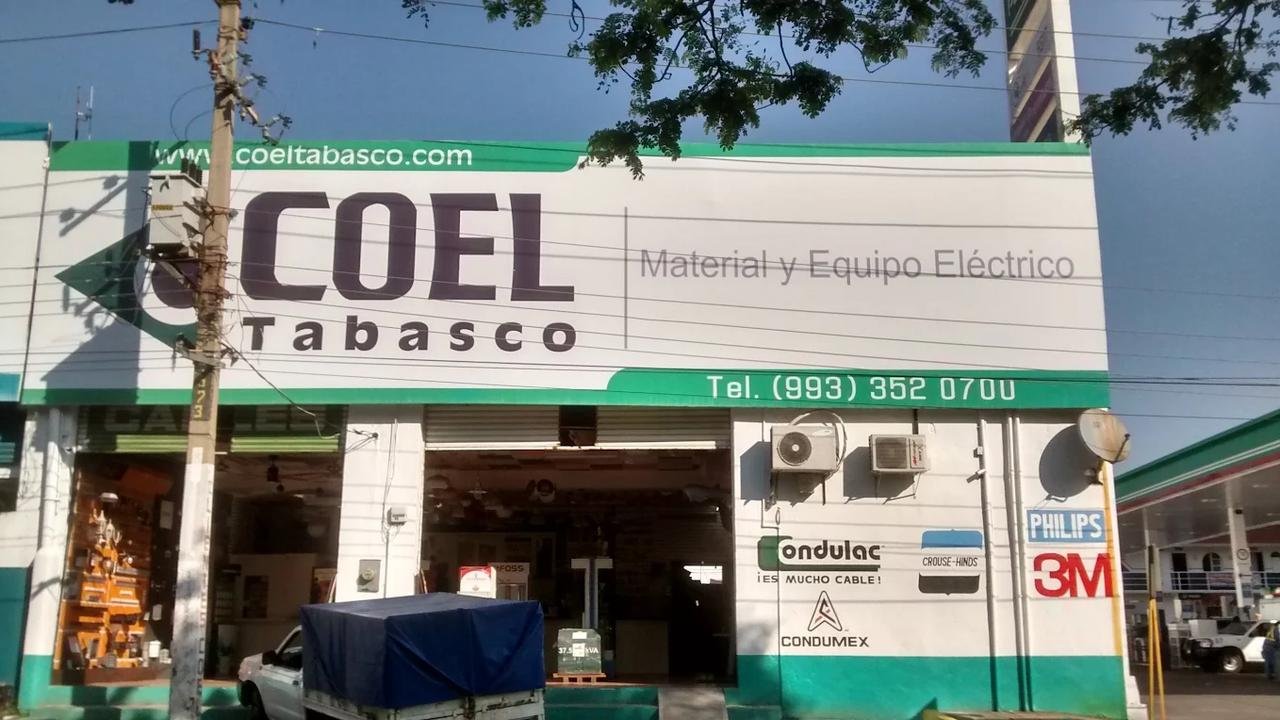 www.coeltabasco.com
COEL
Tabasco
Material y Equipo Eléctrico
Tel. (993) 352 0700
Condulac
¡ES MUCHO CABLE!
CROUSE-HINDS
PHILIPS
3M
CONDUMEX